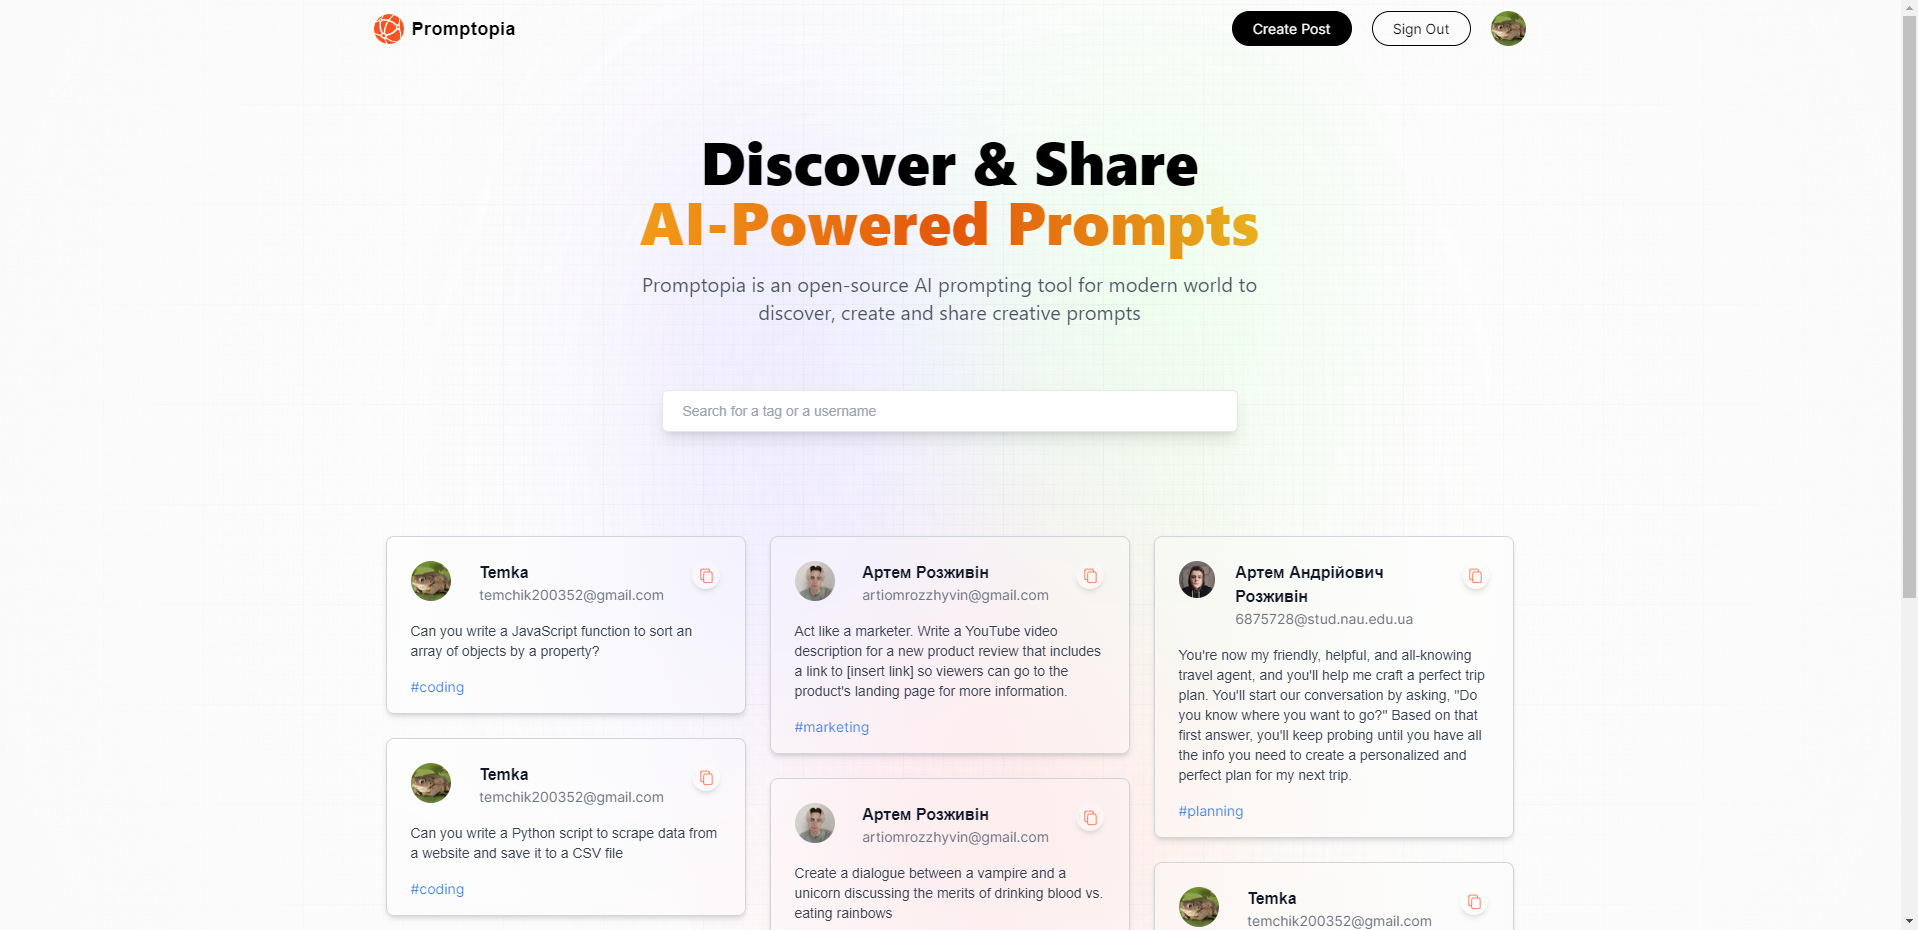 Promptopia
Create Post
Sign Out
Discover & Share
AI-Powered Prompts
Promptopia is an open-source AI prompting tool for modern world to
discover, create and share creative prompts
Search for a tag or a username
Temka
temchik200352@gmail.com
Can you write a JavaScript function to sort an
array of objects by a property?
#coding
Temka
temchik200352@gmail.com
Can you write a Python script to scrape data from
a website and save it to a CSV file
#coding
Артем Розживін
artiomrozzhyvin@gmail.com
Act like a marketer. Write a YouTube video
description for a new product review that includes
a link to [insert link] so viewers can go to the
product's landing page for more information.
#marketing
Артем Розживін
artiomrozzhyvin@gmail.com
Create a dialogue between a vampire and a
unicorn discussing the merits of drinking blood vs.
eating rainbows
Артем Андрійович
Розживін
6875728@stud.nau.edu.ua
You're now my friendly, helpful, and all-knowing
travel agent, and you'll help me craft a perfect trip
plan. You'll start our conversation by asking, "Do
you know where you want to go?" Based on that
first answer, you'll keep probing until you have all
the info you need to create a personalized and
perfect plan for my next trip.
#planning
Temka
temchik200352@gmail.com